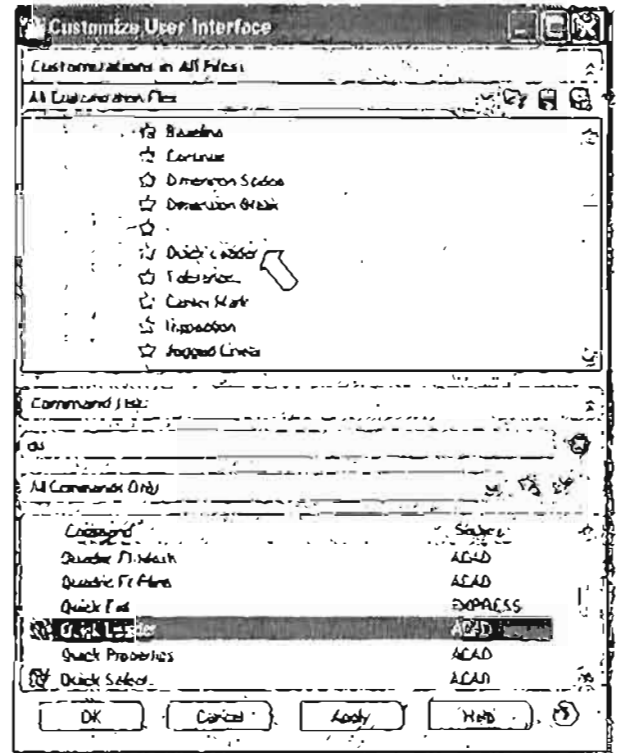 Customize User Interface
Customizations in All Files
All Customization Files
Baseline
Continue
Dimension Space
Dimension Break
Quick Leader
Tolerance
Center Mark
Inspection
Jogged Linear
Command List:
All Commands Only
Command Source
ACAD
ACAD
Quick EXPRESS
Quick Leader ACAD
Quick Properties ACAD
Quick Select... ACAD
OK Cancel Apply Help